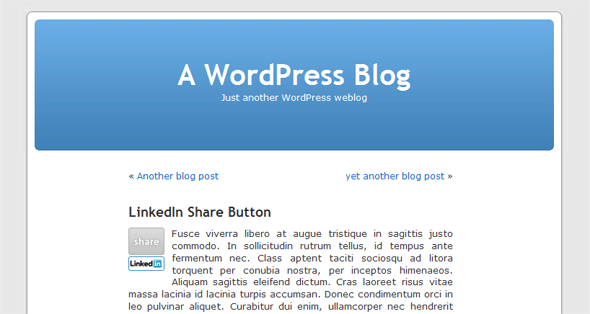 A WordPress Blog
Just another WordPress weblog
« Another blog post
yet another blog post »
LinkedIn Share Button
share
Linked in
Fusce viverra libero at augue tristique in sagittis justo
commodo. In sollicitudin rutrum tellus, id tempus ante
fermentum nec. Class aptent taciti sociosqu ad litora
torquent per conubia nostra, per inceptos himenaeos.
Aliquam sagittis eleifend dictum. Cras laoreet risus vitae
massa lacinia id lacinia turpis accumsan. Donec condimentum orci in
leo pulvinar aliquet. Curabitur dui enim, ullamcorper nec hendrerit